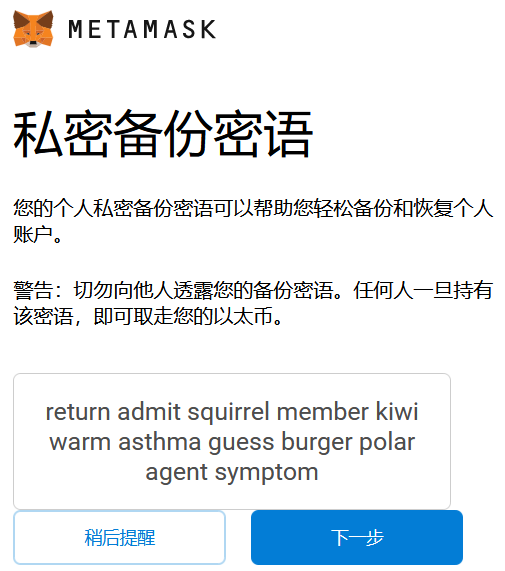 METAMASK
私密备份密语
您的个人私密备份密语可以帮助您轻松备份和恢复个人
账户。
警告：切勿向他人透露您的备份密语。任何人一旦持有
该密语，即可取走您的以太币。
return admit squirrel member kiwi
warm asthma guess burger polar
agent symptom
稍后提醒
下一步